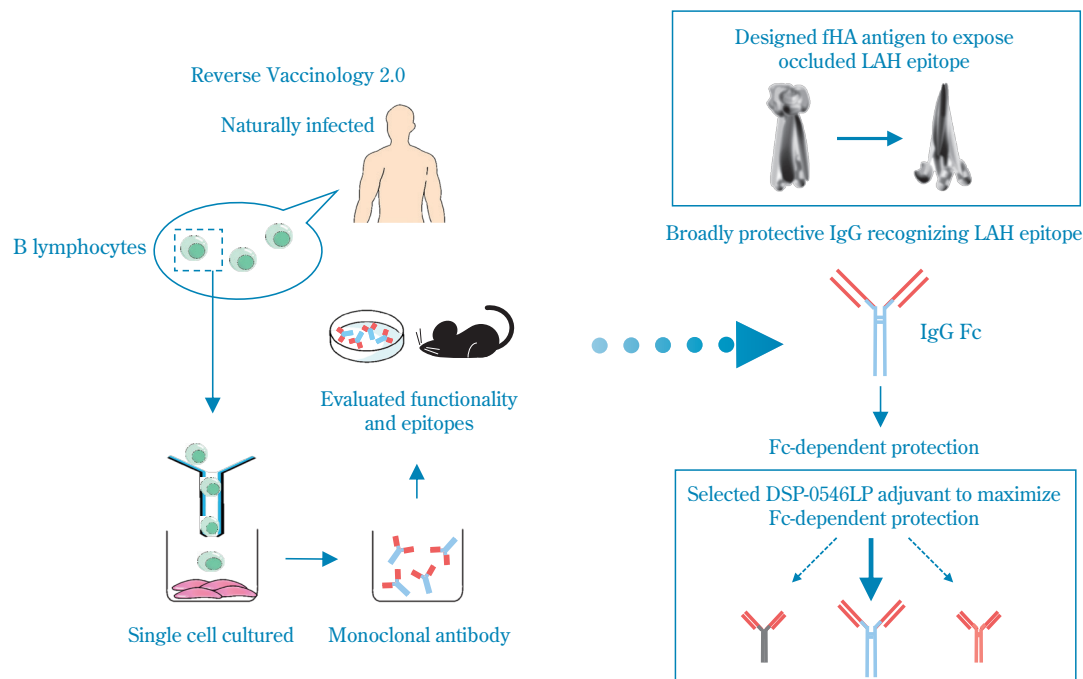 Reverse Vaccinology 2.0
Naturally infected
B lymphocytes
Evaluated functionality
and epitopes
Single cell cultured
Monoclonal antibody
Designed fHA antigen to expose
occluded LAH epitope
Broadly protective IgG recognizing LAH epitope
IgG Fc
Fc-dependent protection
Selected DSP-0546LP adjuvant to maximize
Fc-dependent protection